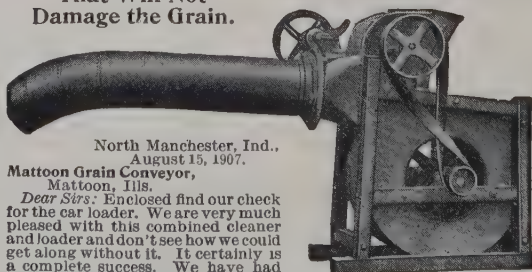 Damage the Grain.
North Manchester, Ind.,
August 15, 1907.
Mattoon Grain Conveyor,
Mattoon, Ills.
Dear Sirs: Enclosed find our check
for the car loader. We are very much
pleased with this combined cleaner
and loader and don't see how we could
get along without it. It certainly is
a complete success. We have had